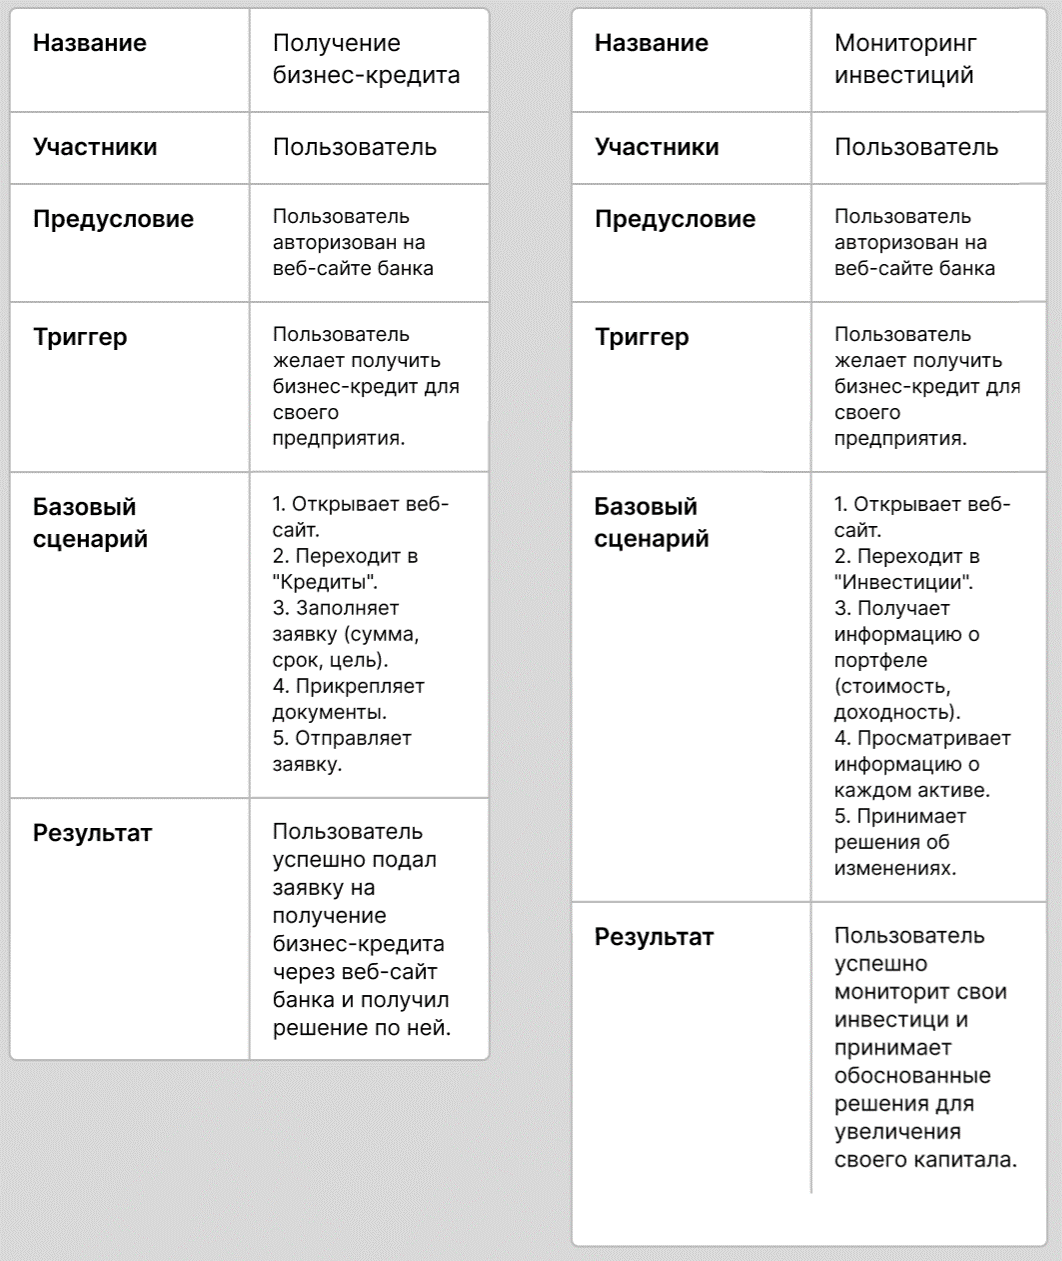 Название
Получение
бизнес-кредита
Участники
Пользователь
Предусловие
Пользователь
авторизован на
веб-сайте банка
Триггер
Пользователь
желает получить
бизнес-кредит для
своего
предприятия.
Базовый
сценарий
1. Открывает веб-
сайт.
2. Переходит в
"Кредиты".
3. Заполняет
заявку (сумма,
срок, цель).
4. Прикрепляет
документы.
5. Отправляет
заявку.
Результат
Пользователь
успешно подал
заявку на
получение
бизнес-кредита
через веб-сайт
банка и получил
решение по ней.
Название
Мониторинг
инвестиций
Участники
Пользователь
Предусловие
Пользователь
авторизован на
веб-сайте банка
Триггер
Пользователь
желает получить
бизнес-кредит для
своего
предприятия.
Базовый
сценарий
1. Открывает веб-
сайт.
2. Переходит в
"Инвестиции".
3. Получает
информацию о
портфеле
(стоимость,
доходность).
4. Просматривает
информацию о
каждом активе.
5. Принимает
решения об
изменениях.
Результат
Пользователь
успешно
мониторит свои
инвестици и
принимает
обоснованные
решения для
увеличения
своего капитала.